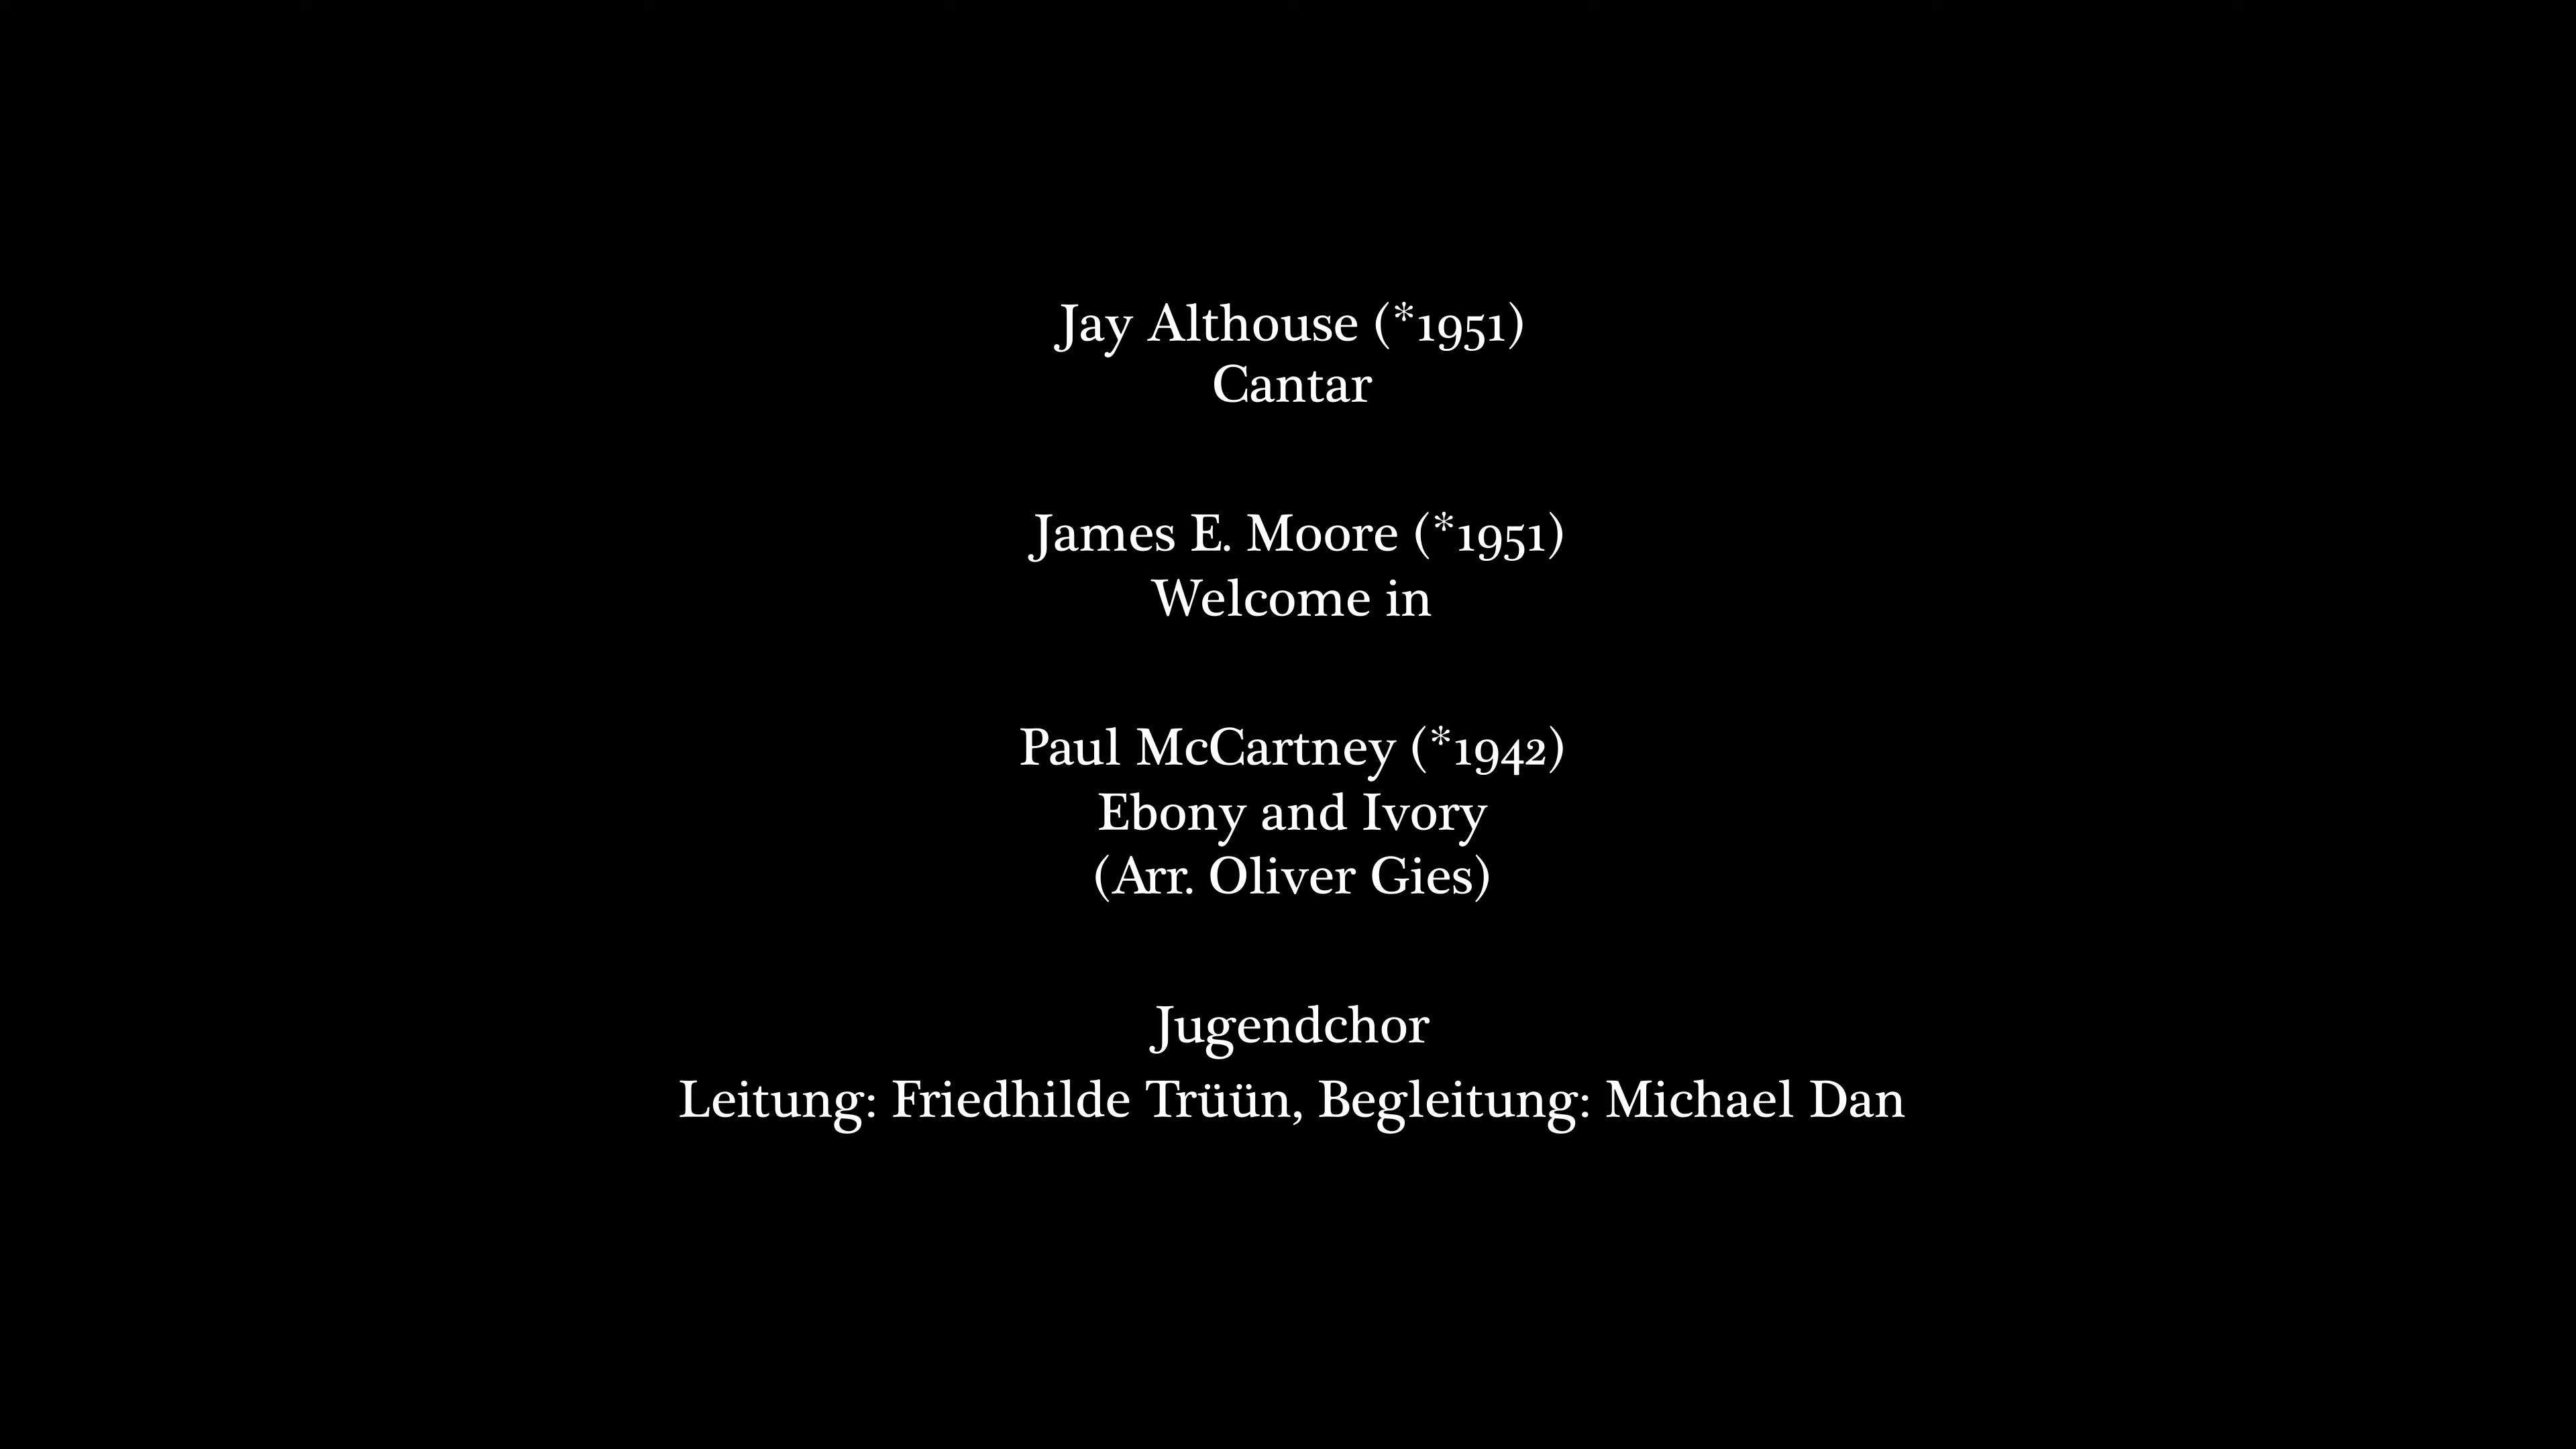 Jay Althouse (*1951)
Cantar
James E. Moore (*1951)
Welcome in
Paul McCartney (*1942)
Ebony and Ivory
(Arr. Oliver Gies)
Jugendchor
Leitung: Friedhilde Trüün, Begleitung: Michael Dan